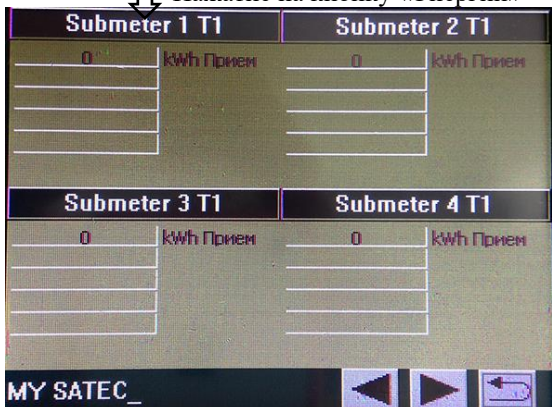 Submeter 1 T1
Submeter 2 T1
0 kWh Прием
0 kWh Прием
Submeter 3 T1
Submeter 4 T1
0 kWh Прием
0 kWh Прием
MY SATEC_